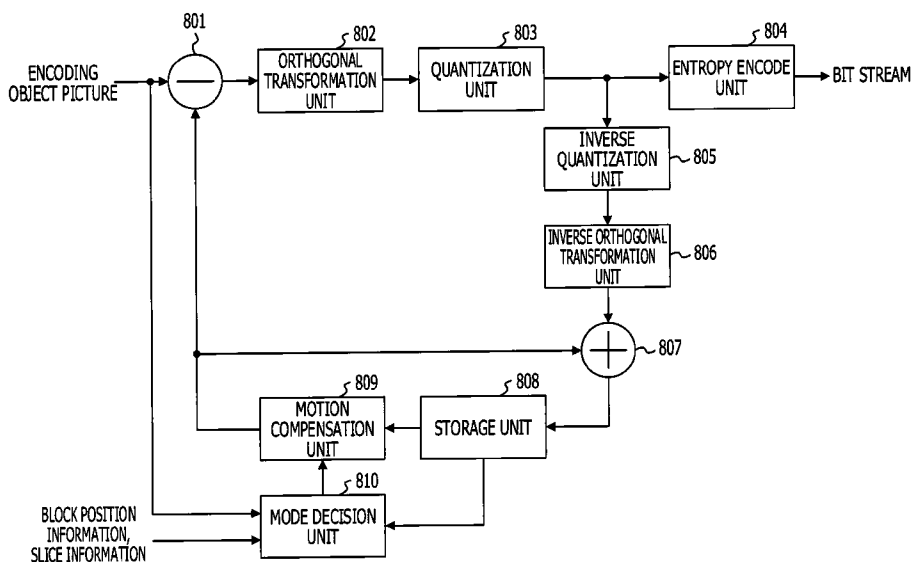 801
802
803
804
ENCODING
OBJECT PICTURE
ORTHOGONAL
TRANSFORMATION
UNIT
QUANTIZATION
UNIT
ENTROPY ENCODE
UNIT
BIT STREAM
INVERSE
QUANTIZATION
UNIT
805
INVERSE ORTHOGONAL
TRANSFORMATION
UNIT
806
807
809
808
MOTION
COMPENSATION
UNIT
STORAGE UNIT
810
BLOCK POSITION
INFORMATION,
SLICE INFORMATION
MODE DECISION
UNIT